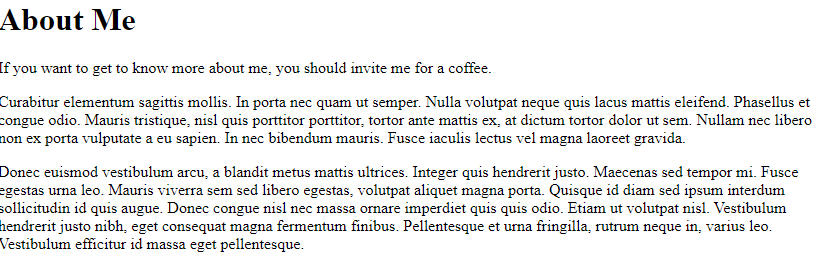 About Me
If you want to get to know more about me, you should invite me for a coffee.
Curabitur elementum sagittis mollis. In porta nec quam ut semper. Nulla volutpat neque quis lacus mattis eleifend. Phasellus et
congue odio. Mauris tristique, nisl quis porttitor porttitor, tortor ante mattis ex, at dictum tortor dolor ut sem. Nullam nec libero
non ex porta vulputate a eu sapien. In nec bibendum mauris. Fusce iaculis lectus vel magna laoreet gravida.
Donec euismod vestibulum arcu, a blandit metus mattis ultrices. Integer quis hendrerit justo. Maecenas sed tempor mi. Fusce
egestas urna leo. Mauris viverra sem sed libero egestas, volutpat aliquet magna porta. Quisque id diam sed ipsum interdum
sollicitudin id quis augue. Donec congue nisl nec massa ornare imperdiet quis quis odio. Etiam ut volutpat nisl. Vestibulum
hendrerit justo nibh, eget consequat magna fermentum finibus. Pellentesque et urna fringilla, rutrum neque in, varius leo.
Vestibulum efficitur id massa eget pellentesque.